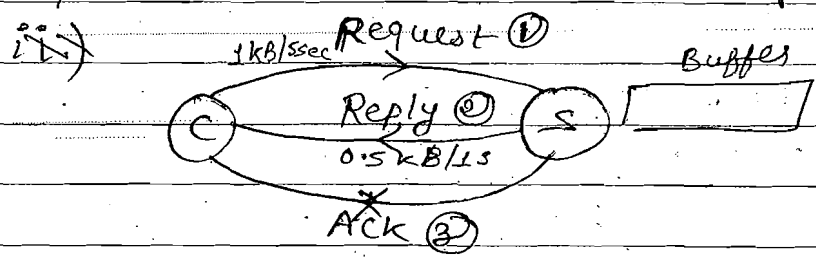 iii)
Request ①
1kB/5sec
Buffer
C
Reply ②
S
0.5kB/1s
ACK ③